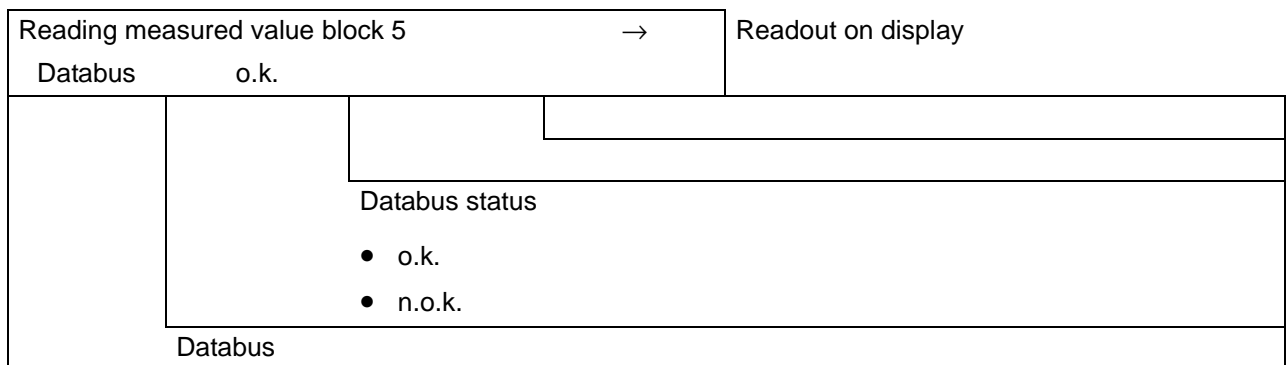 Reading measured value block 5 → Readout on display
Databus o.k.
Databus status
• o.k.
• n.o.k.
Databus